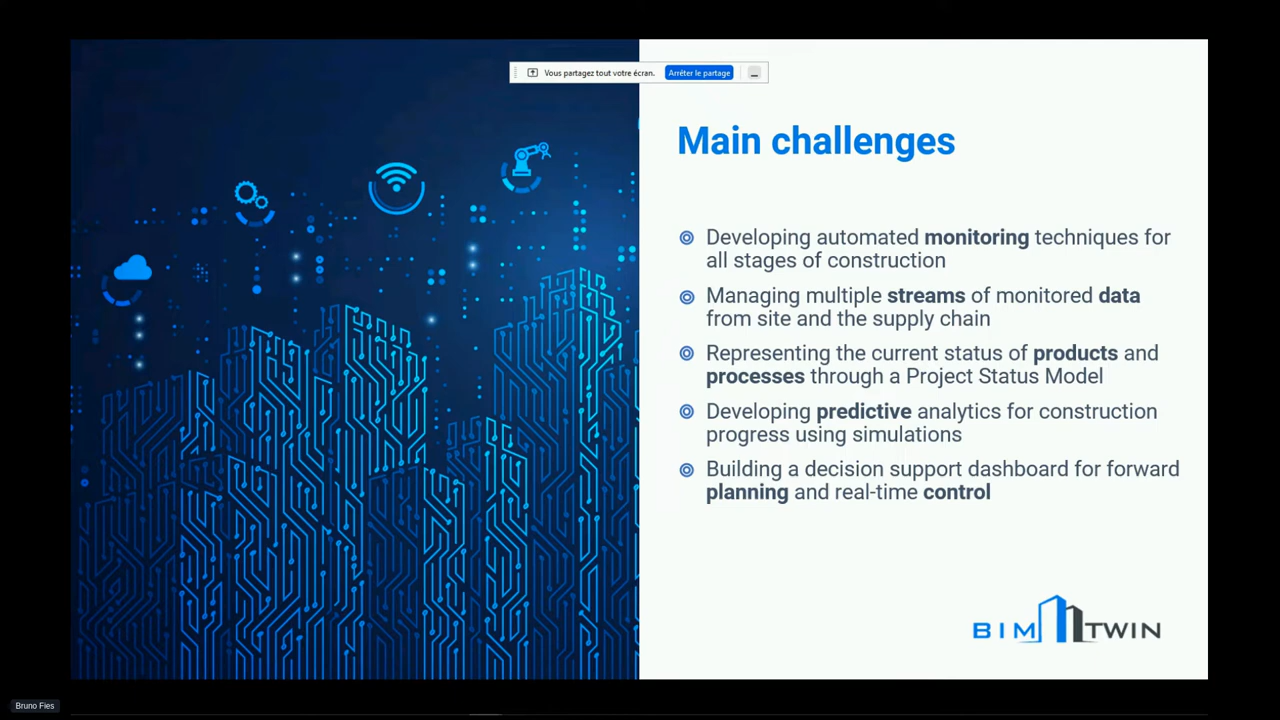 Vous partagez tout votre écran. Arrêter le partage
Main challenges
Developing automated monitoring techniques for
all stages of construction
Managing multiple streams of monitored data
from site and the supply chain
Representing the current status of products and
processes through a Project Status Model
Developing predictive analytics for construction
progress using simulations
Building a decision support dashboard for forward
planning and real-time control
BIM TWIN
Bruno Fies